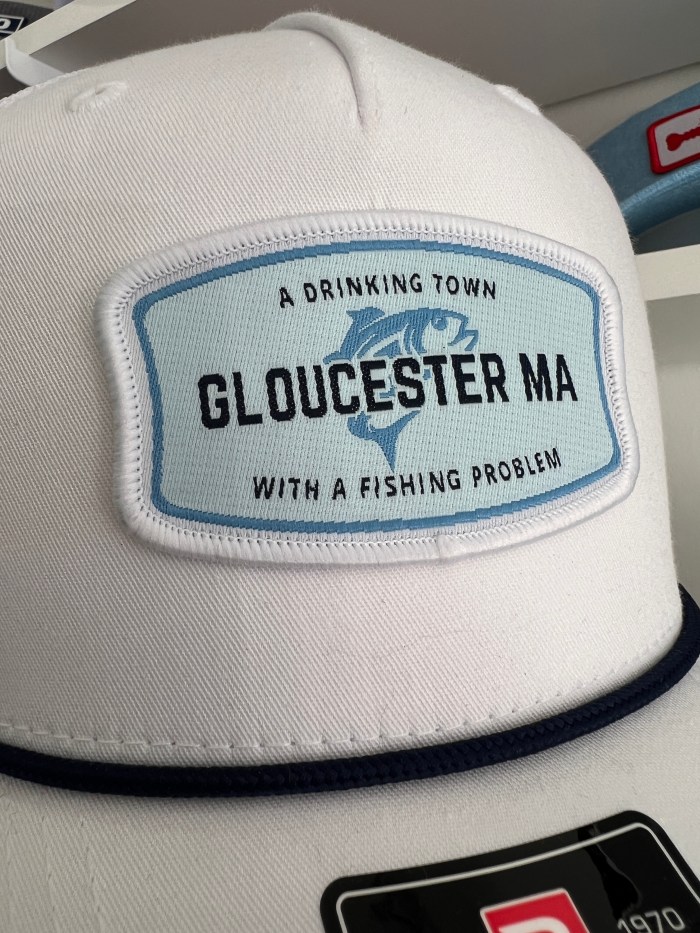 A DRINKING TOWN
GLOUCESTER MA
WITH A FISHING PROBLEM
1970